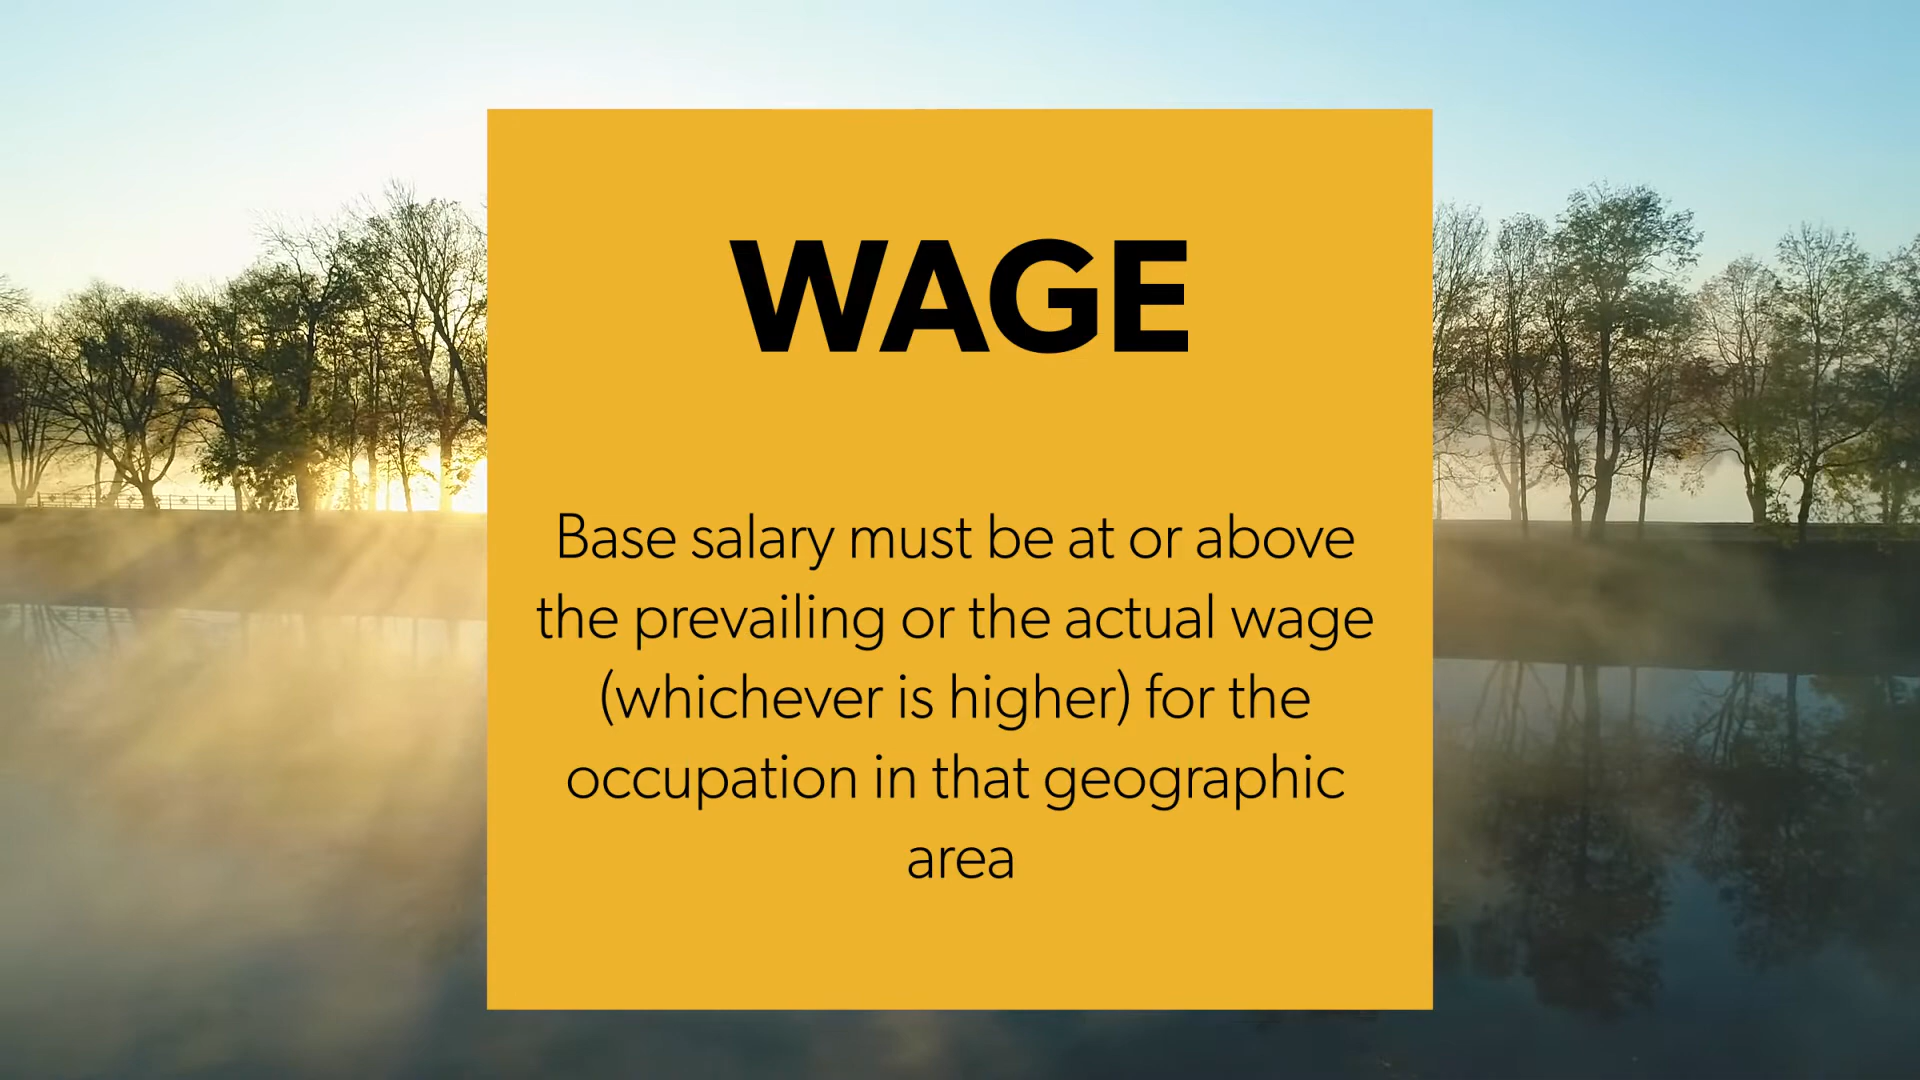 WAGE
Base salary must be at or above
the prevailing or the actual wage
(whichever is higher) for the
occupation in that geographic
area